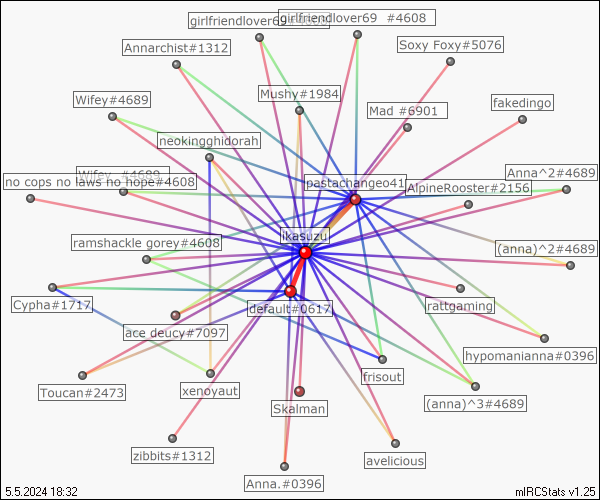 girlfriendlover69
girlfriendlover69 #4608
Annarchist#1312
Soxy Foxy#5076
Wifey#4689
Mushy#1984
Mad #6901
fakedingo
neokingghidorah
Wifey #4689
no cops no laws no hope#4608
pastachangeo41
AlpineRooster#2156
Anna^2#4689
ikasuzu
ramshackle gorey#4608
(anna)^2#4689
Cypha#1717
default#0617
rattgaming
ace deucy#7097
hypomanianna#0396
Toucan#2473
xenoyaut
frisout
Skalman
(anna)^3#4689
zibbits#1312
avelicious
Anna.#0396
5.5.2024 18:32
mIRCStats v1.25